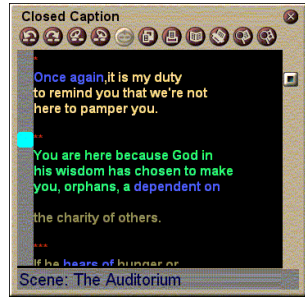 Closed Caption
*
Once again,it is my duty
to remind you that we're not
here to pamper you.
**
You are here because God in
his wisdom has chosen to make
you, orphans, a dependent on
the charity of others.
***
If he hears of hunger or
Scene: The Auditorium